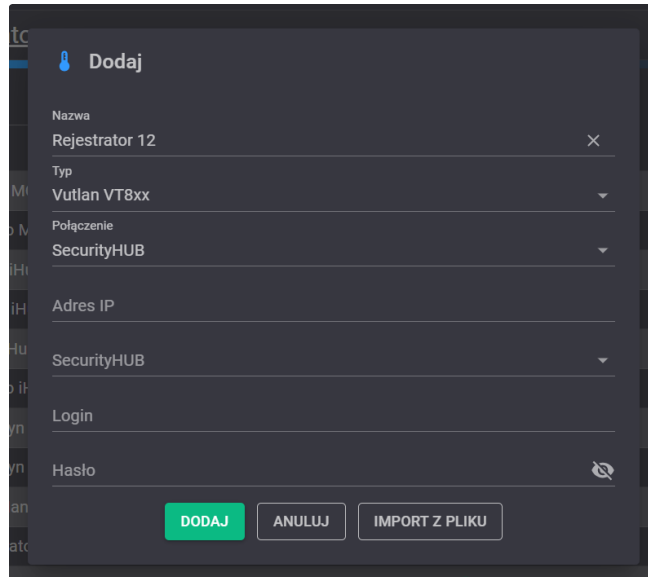 Dodaj
Nazwa
Rejestrator 12
Typ
Vutlan VT8xx
Połączenie
SecurityHUB
Adres IP
SecurityHUB
Login
Hasło
DODAJ
ANULUJ
IMPORT Z PLIKU